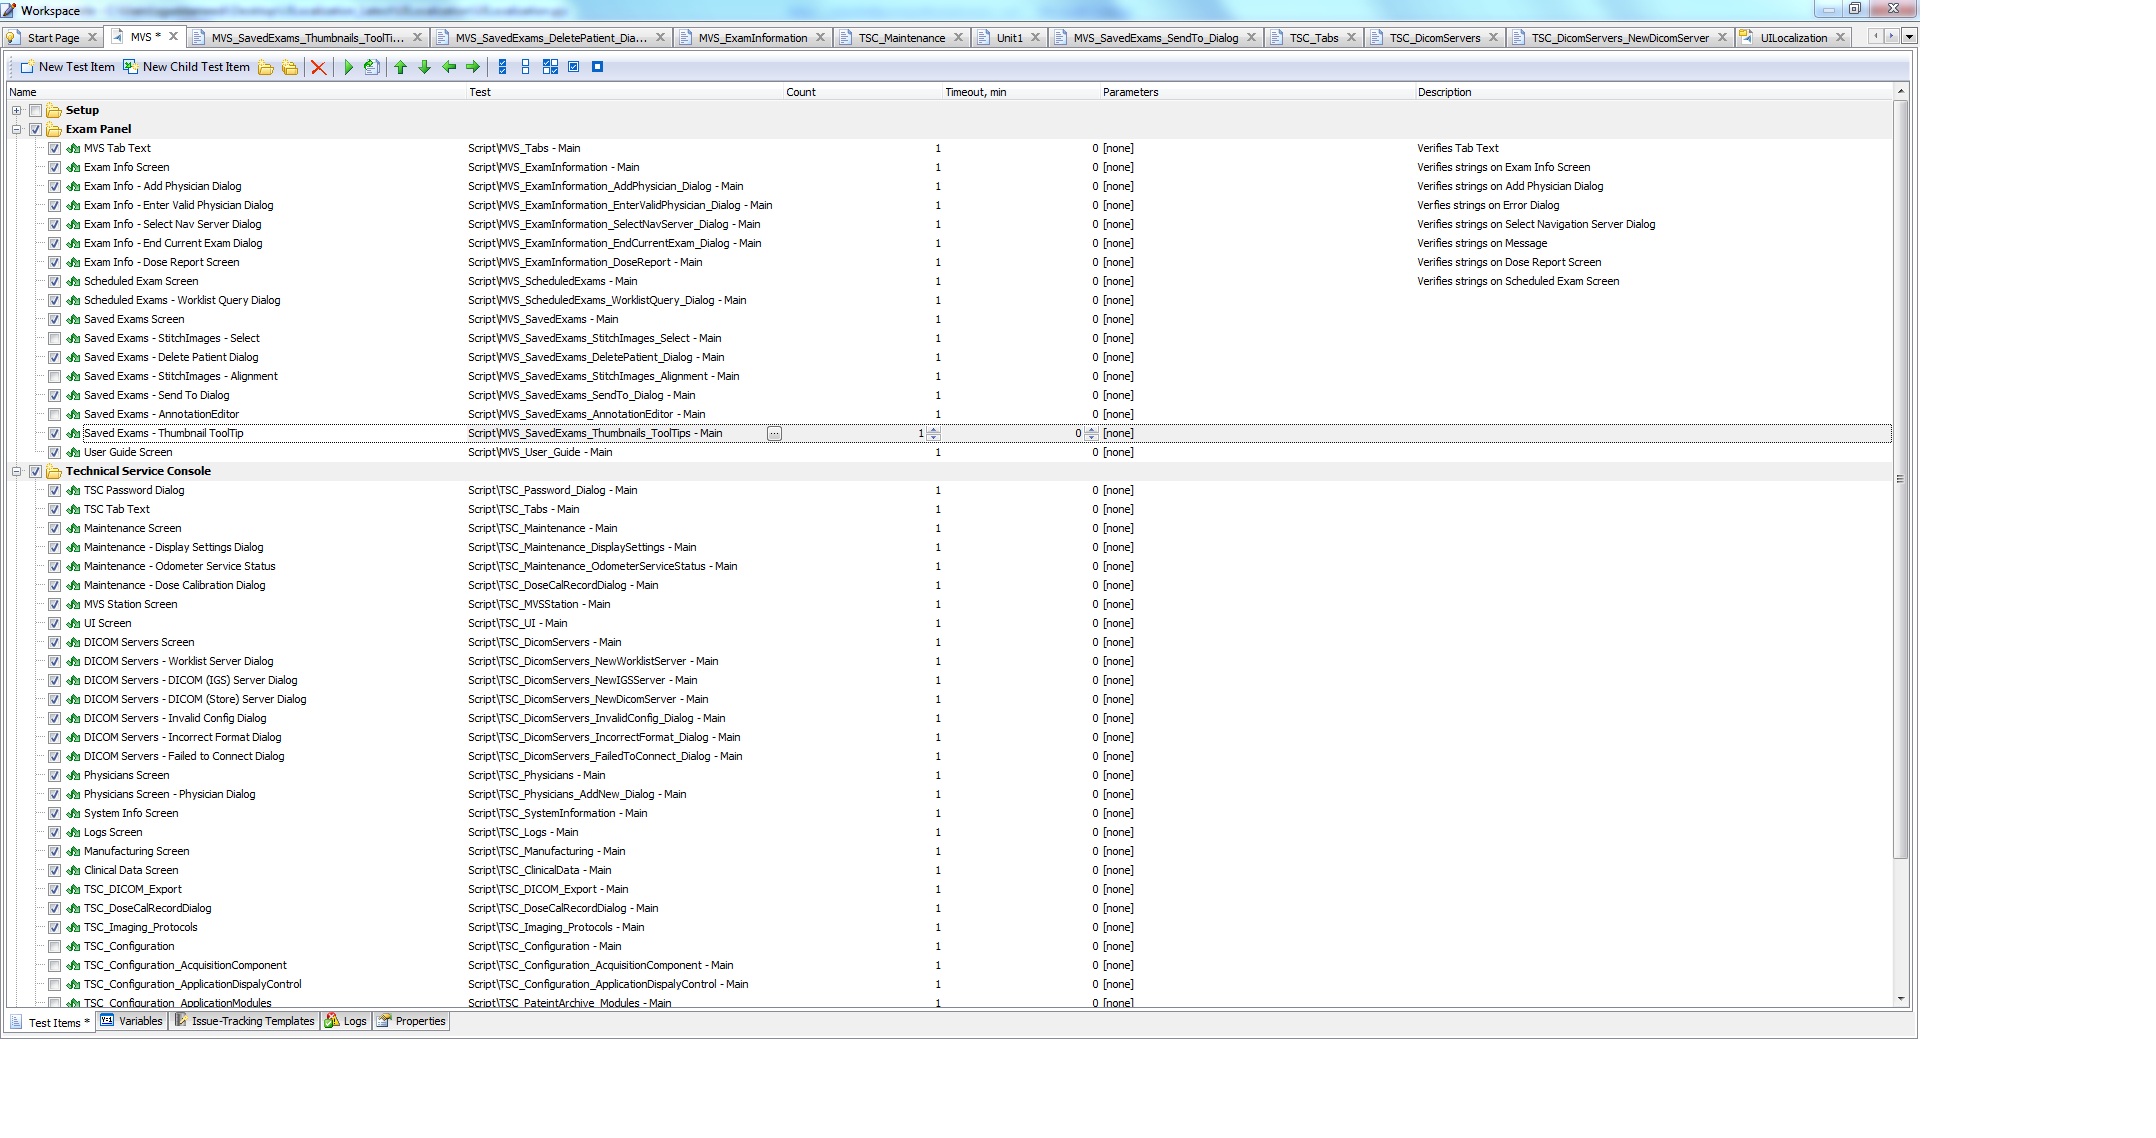 Workspace
Start Page MVS * MVS_SavedExams_Thumbnails_ToolTi... MVS_SavedExams_DeletePatient_Dia... MVS_ExamInformation TSC_Maintenance Unit1 MVS_SavedExams_SendTo_Dialog TSC_Tabs TSC_DicomServers TSC_DicomServers_NewDicomServer UILocalization
New Test Item New Child Test Item
Name Test Count Timeout, min Parameters Description
Setup
Exam Panel
MVS Tab Text Script\MVS_Tabs - Main 1 0 [none] Verifies Tab Text
Exam Info Screen Script\MVS_ExamInformation - Main 1 0 [none] Verifies strings on Exam Info Screen
Exam Info - Add Physician Dialog Script\MVS_ExamInformation_AddPhysician_Dialog - Main 1 0 [none] Verifies strings on Add Physician Dialog
Exam Info - Enter Valid Physician Dialog Script\MVS_ExamInformation_EnterValidPhysician_Dialog - Main 1 0 [none] Verfies strings on Error Dialog
Exam Info - Select Nav Server Dialog Script\MVS_ExamInformation_SelectNavServer_Dialog - Main 1 0 [none] Verifies strings on Select Navigation Server Dialog
Exam Info - End Current Exam Dialog Script\MVS_ExamInformation_EndCurrentExam_Dialog - Main 1 0 [none] Verifies strings on Message
Exam Info - Dose Report Screen Script\MVS_ExamInformation_DoseReport - Main 1 0 [none] Verifies strings on Dose Report Screen
Scheduled Exam Screen Script\MVS_ScheduledExams - Main 1 0 [none] Verifies strings on Scheduled Exam Screen
Scheduled Exams - Worklist Query Dialog Script\MVS_ScheduledExams_WorklistQuery_Dialog - Main 1 0 [none]
Saved Exams Screen Script\MVS_SavedExams - Main 1 0 [none]
Saved Exams - StitchImages - Select Script\MVS_SavedExams_StitchImages_Select - Main 1 0 [none]
Saved Exams - Delete Patient Dialog Script\MVS_SavedExams_DeletePatient_Dialog - Main 1 0 [none]
Saved Exams - StitchImages - Alignment Script\MVS_SavedExams_StitchImages_Alignment - Main 1 0 [none]
Saved Exams - Send To Dialog Script\MVS_SavedExams_SendTo_Dialog - Main 1 0 [none]
Saved Exams - AnnotationEditor Script\MVS_SavedExams_AnnotationEditor - Main 1 0 [none]
Saved Exams - Thumbnail ToolTip Script\MVS_SavedExams_Thumbnails_ToolTips - Main ... 1 0 [none]
User Guide Screen Script\MVS_User_Guide - Main 1 0 [none]
Technical Service Console
TSC Password Dialog Script\TSC_Password_Dialog - Main 1 0 [none]
TSC Tab Text Script\TSC_Tabs - Main 1 0 [none]
Maintenance Screen Script\TSC_Maintenance - Main 1 0 [none]
Maintenance - Display Settings Dialog Script\TSC_Maintenance_DisplaySettings - Main 1 0 [none]
Maintenance - Odometer Service Status Script\TSC_Maintenance_OdometerServiceStatus - Main 1 0 [none]
Maintenance - Dose Calibration Dialog Script\TSC_DoseCalRecordDialog - Main 1 0 [none]
MVS Station Screen Script\TSC_MVSStation - Main 1 0 [none]
UI Screen Script\TSC_UI - Main 1 0 [none]
DICOM Servers Screen Script\TSC_DicomServers - Main 1 0 [none]
DICOM Servers - Worklist Server Dialog Script\TSC_DicomServers_NewWorklistServer - Main 1 0 [none]
DICOM Servers - DICOM (IGS) Server Dialog Script\TSC_DicomServers_NewIGSServer - Main 1 0 [none]
DICOM Servers - DICOM (Store) Server Dialog Script\TSC_DicomServers_NewDicomServer - Main 1 0 [none]
DICOM Servers - Invalid Config Dialog Script\TSC_DicomServers_InvalidConfig_Dialog - Main 1 0 [none]
DICOM Servers - Incorrect Format Dialog Script\TSC_DicomServers_IncorrectFormat_Dialog - Main 1 0 [none]
DICOM Servers - Failed to Connect Dialog Script\TSC_DicomServers_FailedToConnect_Dialog - Main 1 0 [none]
Physicians Screen Script\TSC_Physicians - Main 1 0 [none]
Physicians Screen - Physician Dialog Script\TSC_Physicians_AddNew_Dialog - Main 1 0 [none]
System Info Screen Script\TSC_SystemInformation - Main 1 0 [none]
Logs Screen Script\TSC_Logs - Main 1 0 [none]
Manufacturing Screen Script\TSC_Manufacturing - Main 1 0 [none]
Clinical Data Screen Script\TSC_ClinicalData - Main 1 0 [none]
TSC_DICOM_Export Script\TSC_DICOM_Export - Main 1 0 [none]
TSC_DoseCalRecordDialog Script\TSC_DoseCalRecordDialog - Main 1 0 [none]
TSC_Imaging_Protocols Script\TSC_Imaging_Protocols - Main 1 0 [none]
TSC_Configuration Script\TSC_Configuration - Main 1 0 [none]
TSC_Configuration_AcquisitionComponent Script\TSC_Configuration_AcquisitionComponent - Main 1 0 [none]
TSC_Configuration_ApplicationDispalyControl Script\TSC_Configuration_ApplicationDispalyControl - Main 1 0 [none]
TSC_Configuration_ApplicationModules Script\TSC_PateintArchive_Modules - Main 1 0 [none]
Test Items * Variables Issue-Tracking Templates Logs Properties